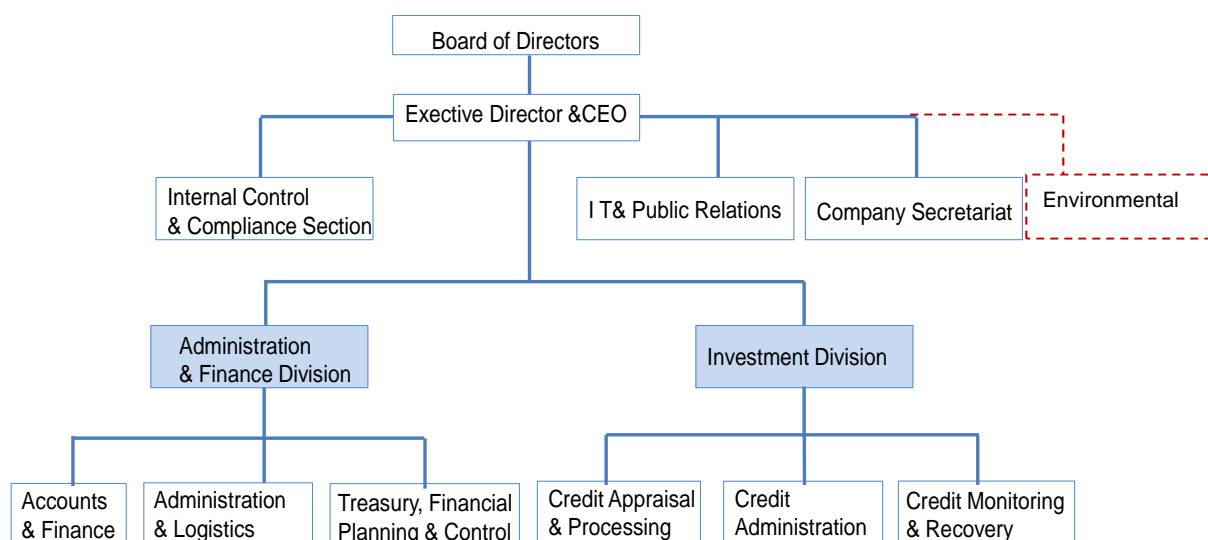 Board of Directors
Exective Director &CEO
Internal Control
& Compliance Section
I T& Public Relations
Company Secretariat
Environmental
Administration
& Finance Division
Investment Division
Accounts
& Finance
Administration
& Logistics
Treasury, Financial
Planning & Control
Credit Appraisal
& Processing
Credit
Administration
Credit Monitoring
& Recovery